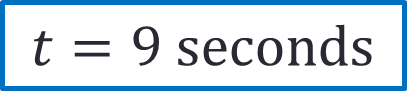 t = 9 seconds